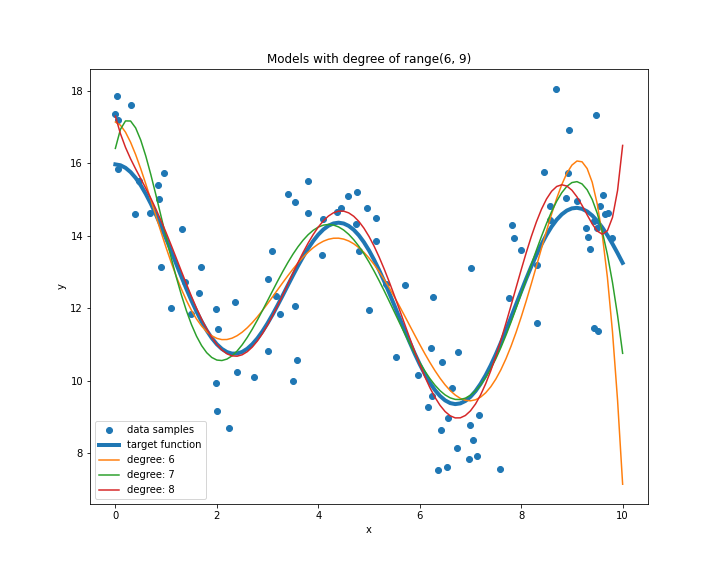 Models with degree of range(6, 9)
18
16
14
12
10
8
y
data samples
target function
degree: 6
degree: 7
degree: 8
0
2
4
6
8
10
x